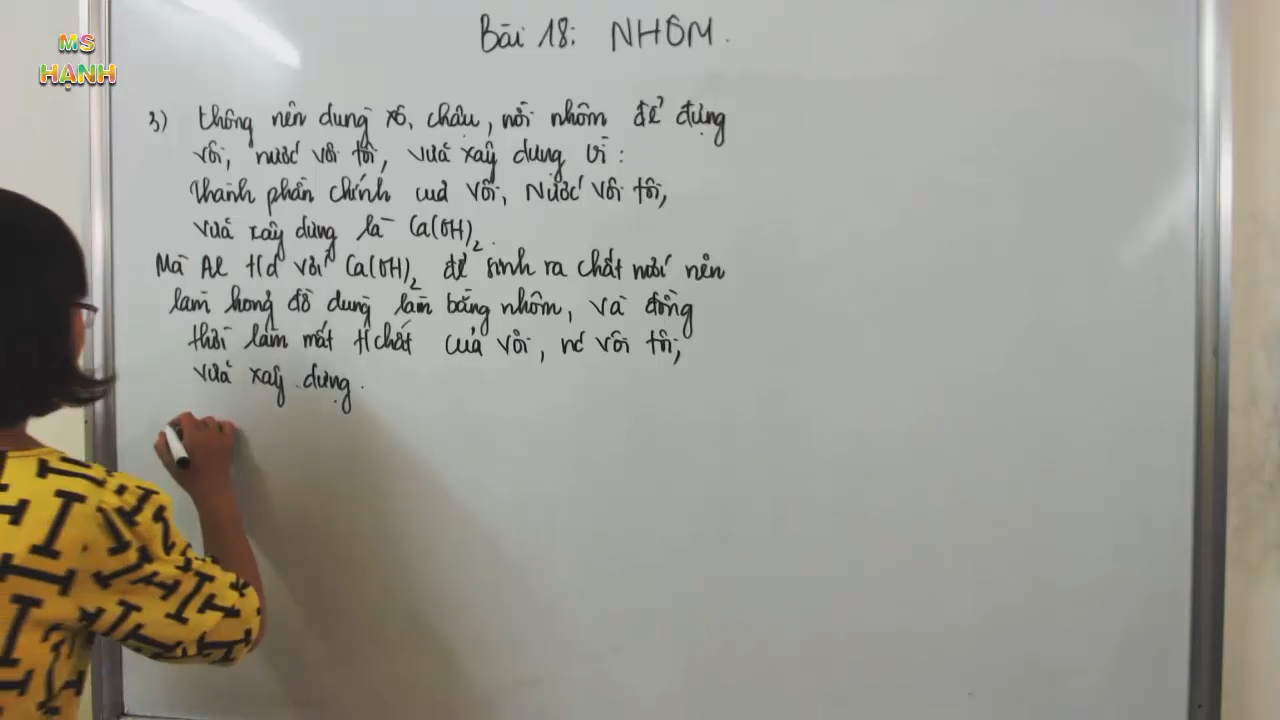 MS
HẠNH
Bài 18: NHÔM.
3) Không nên dùng xô, chậu, nồi nhôm để đựng
vôi, nước vôi tôi, vữa xây dựng vì:
Thành phần chính của vôi, Nước vôi tôi,
vữa xây dựng là Ca(OH)₂.
Mà Al t/d với Ca(OH)₂ để sinh ra chất mới nên
làm hỏng đồ dùng làm bằng nhôm, và đồng
thời làm mất t/chất của vôi, nc vôi tôi,
vữa xây dựng.